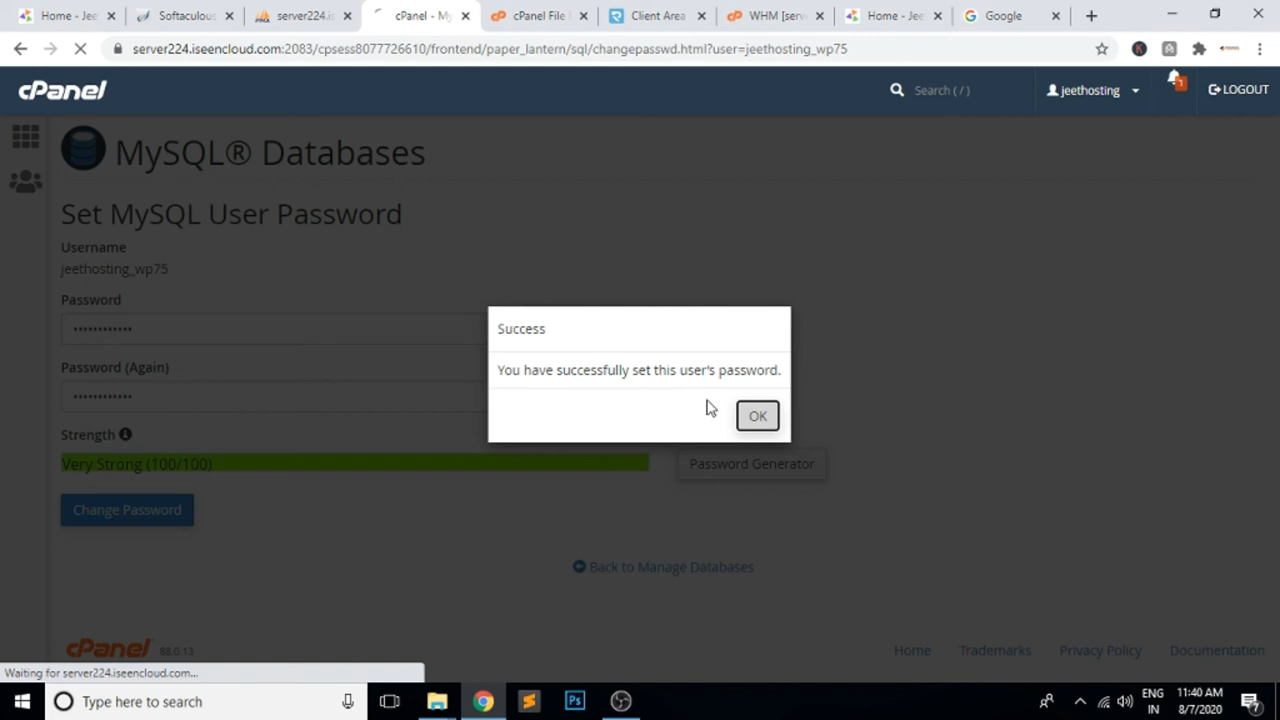 Home - Jee
Softaculous
server224.is
cPanel - My
cPanel File
Client Area
WHM [serv
Home - Jee
Google
server224.iseencloud.com:2083/cpsess8077726610/frontend/paper_lantern/sql/changepasswd.html?user=jeethosting_wp75
cPanel
Search ( / )
jeethosting
1
LOGOUT
MySQL® Databases
Set MySQL User Password
Username
jeethosting_wp75
Password
••••••••••••
Password (Again)
••••••••••••
Strength
Very Strong (100/100)
Password Generator
Change Password
Success
You have successfully set this user's password.
OK
Back to Manage Databases
cPanel 88.0.13
Home
Trademarks
Privacy Policy
Documentation
Waiting for server224.iseencloud.com...
Type here to search
Ps
ENG
IN
11:40 AM
8/7/2020
7